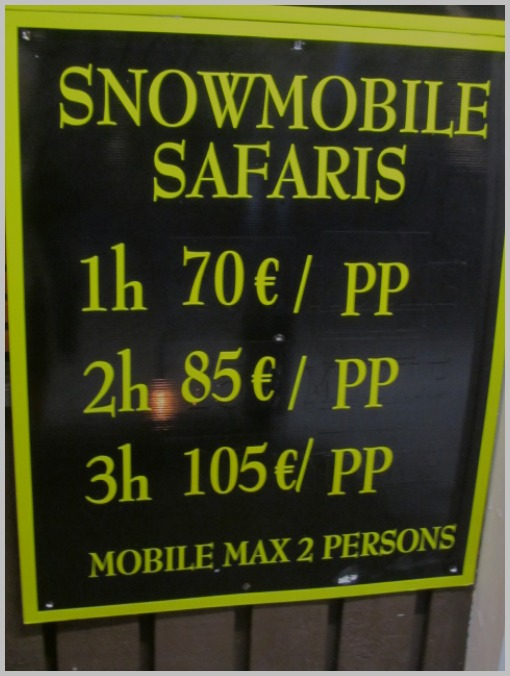 SNOWMOBILE
SAFARIS
1h 70€/ PP
2h 85€/ PP
3h 105€/ PP
MOBILE MAX 2 PERSONS